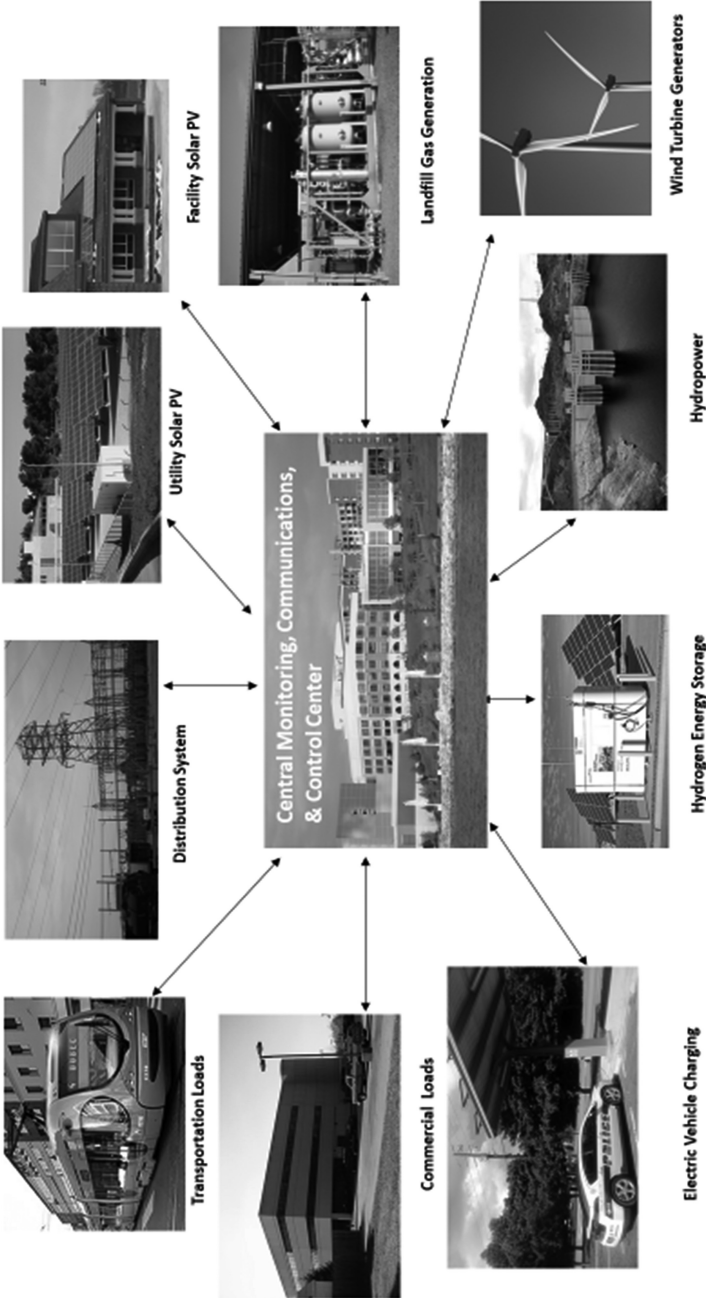 Transportation Loads
Distribution System
Utility Solar PV
Facility Solar PV
Commercial Loads
Central Monitoring, Communications,
& Control Center
Landfill Gas Generation
Electric Vehicle Charging
POLICE
Hydrogen Energy Storage
Hydropower
Wind Turbine Generators